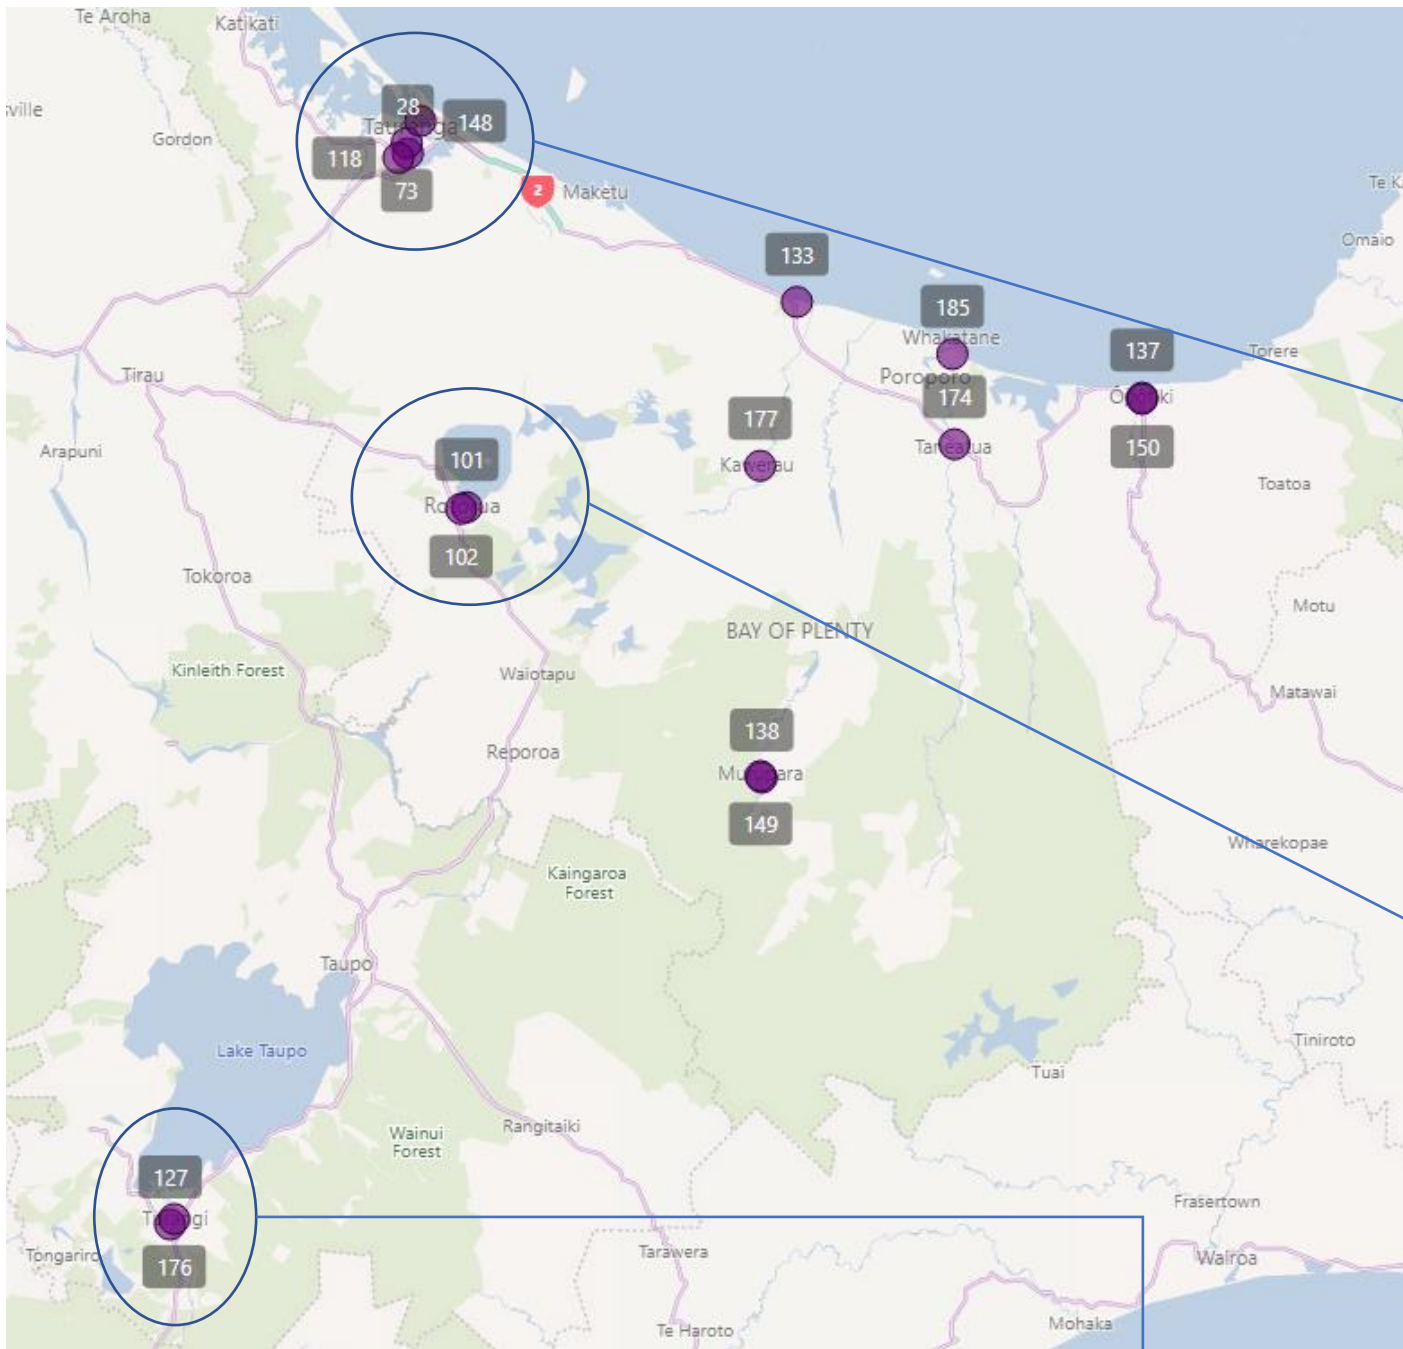 Te Aroha
Katikati
ville
Gordon
28
148
118
73
2
Maketu
Te
Omaio
133
185
Whakatane
137
Torere
Tirau
Poroporo
174
177
101
Arapuni
150
Toatoa
102
Tokoroa
Motu
BAY OF PLENTY
Kinleith Forest
Waiotapu
Matawai
138
Reporoa
149
Wharekopae
Kaingaroa
Forest
Taupo
Lake Taupo
Tiniroto
Tuai
Wainui
Forest
Rangitaiki
127
Frasertown
Tongariro
176
Tarawera
Wairoa
Te Haroto
Mohaka